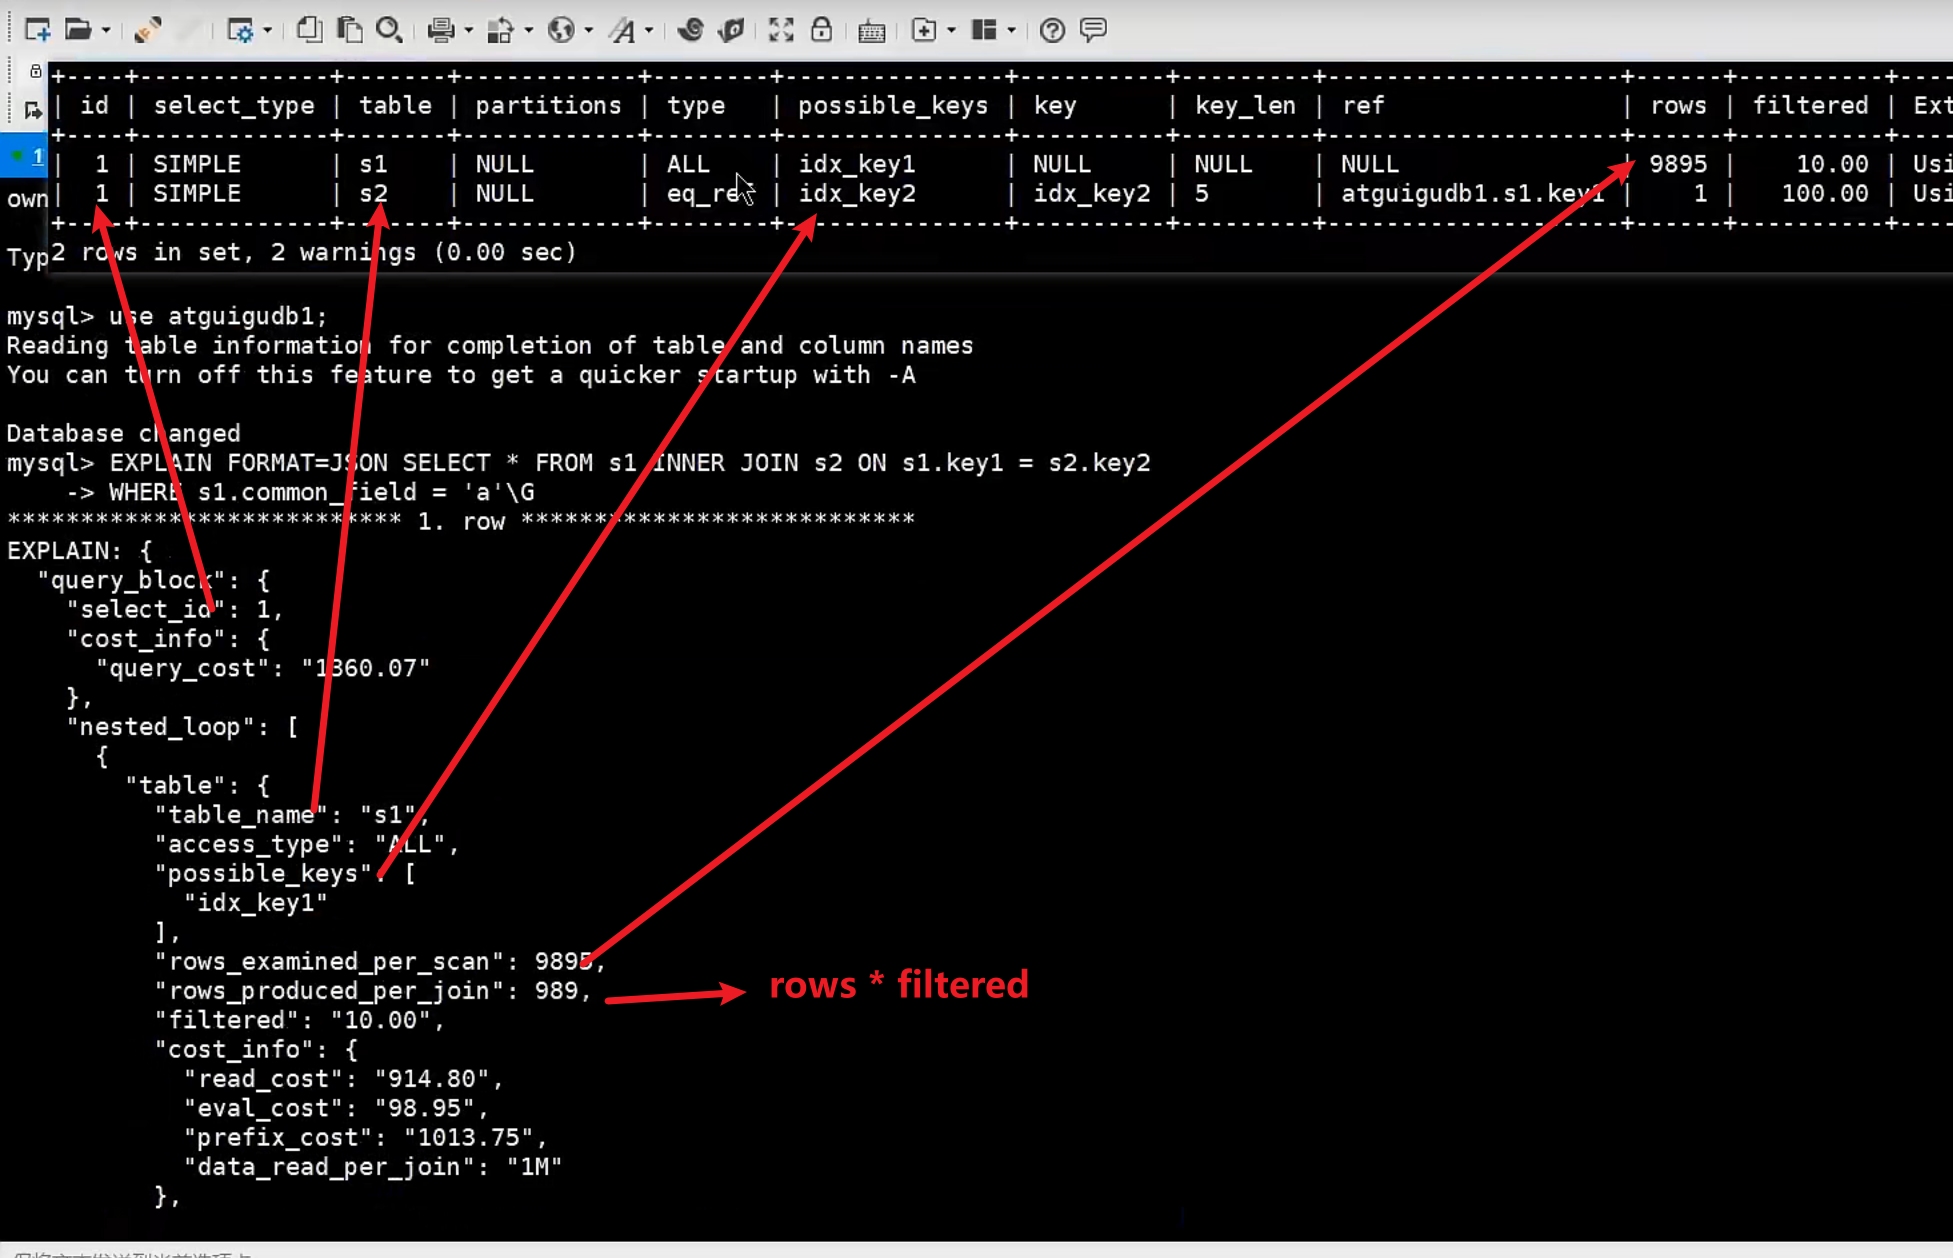 | id | select_type | table | partitions | type | possible_keys | key | key_len | ref | rows | filtered | Ext
| 1 | SIMPLE | s1 | NULL | ALL | idx_key1 | NULL | NULL | NULL | 9895 | 10.00 | Usi
| 1 | SIMPLE | s2 | NULL | eq_re | idx_key2 | idx_key2 | 5 | atguigudb1.s1.key1 | 1 | 100.00 | Usi
2 rows in set, 2 warnings (0.00 sec)
1
own
Typ
mysql> use atguigudb1;
Reading table information for completion of table and column names
You can turn off this feature to get a quicker startup with -A
Database changed
mysql> EXPLAIN FORMAT=JSON SELECT * FROM s1 INNER JOIN s2 ON s1.key1 = s2.key2
-> WHERE s1.common_field = 'a'\G
*************************** 1. row ***************************
EXPLAIN: {
"query_block": {
"select_id": 1,
"cost_info": {
"query_cost": "1360.07"
},
"nested_loop": [
{
"table": {
"table_name": "s1",
"access_type": "ALL",
"possible_keys": [
"idx_key1"
],
"rows_examined_per_scan": 9895,
"rows_produced_per_join": 989,
rows * filtered
"filtered": "10.00",
"cost_info": {
"read_cost": "914.80",
"eval_cost": "98.95",
"prefix_cost": "1013.75",
"data_read_per_join": "1M"
},